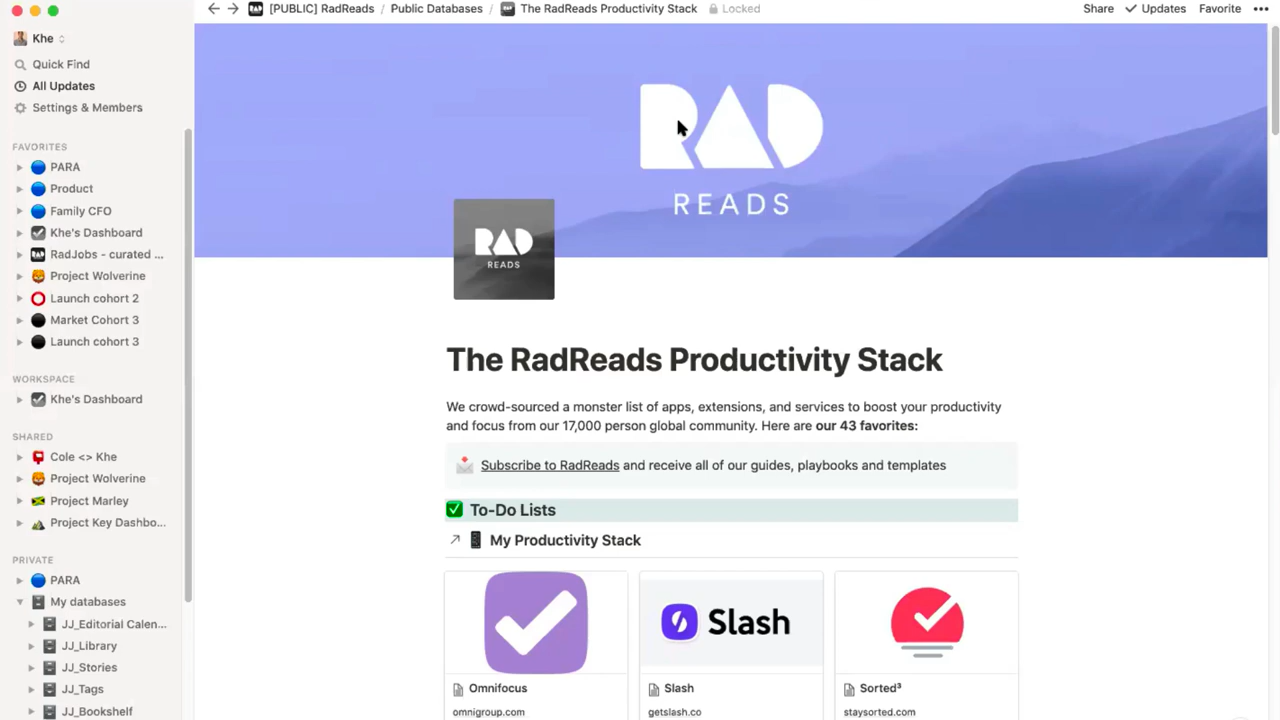 [PUBLIC] RadReads / Public Databases / The RadReads Productivity Stack Locked
Share Updates Favorite
Khe
Quick Find
All Updates
Settings & Members
FAVORITES
PARA
Product
Family CFO
Khe's Dashboard
RadJobs - curated ...
Project Wolverine
Launch cohort 2
Market Cohort 3
Launch cohort 3
WORKSPACE
Khe's Dashboard
SHARED
Cole <> Khe
Project Wolverine
Project Marley
Project Key Dashbo...
PRIVATE
PARA
My databases
JJ_Editorial Calen...
JJ_Library
JJ_Stories
JJ_Tags
JJ_Bookshelf
RAD
READS
RAD
READS
The RadReads Productivity Stack
We crowd-sourced a monster list of apps, extensions, and services to boost your productivity
and focus from our 17,000 person global community. Here are our 43 favorites:
Subscribe to RadReads and receive all of our guides, playbooks and templates
To-Do Lists
My Productivity Stack
Slash
Omnifocus
omnigroup.com
Slash
getslash.co
Sorted³
staysorted.com